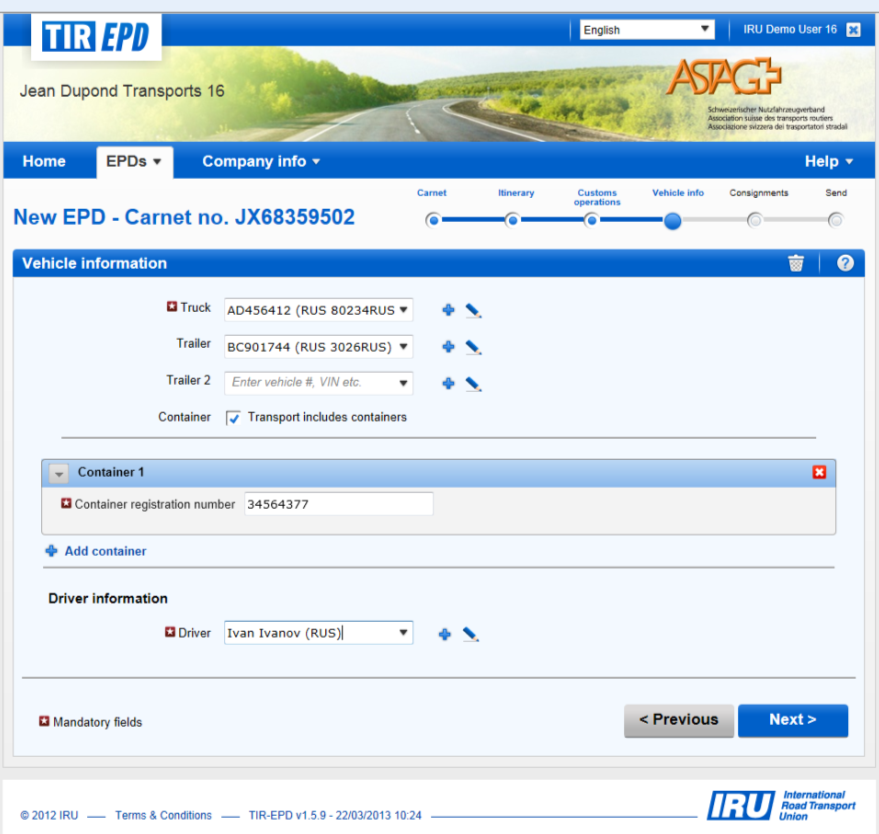 TIR EPD
English
IRU Demo User 16
Jean Dupond Transports 16
ASTAG
Schweizerischer Nutzfahrzeugverband
Association suisse des transports routiers
Associazione svizzera dei trasportatori stradali
Home
EPDs
Company info
Help
New EPD - Carnet no. JX68359502
Carnet
Itinerary
Customs operations
Vehicle info
Consignments
Send
Vehicle information
Truck
AD456412 (RUS 80234RUS
Trailer
BC901744 (RUS 3026RUS)
Trailer 2
Enter vehicle #, VIN etc.
Container
Transport includes containers
Container 1
Container registration number
34564377
Add container
Driver information
Driver
Ivan Ivanov (RUS)
Mandatory fields
< Previous
Next >
© 2012 IRU
Terms & Conditions
TIR-EPD v1.5.9 - 22/03/2013 10:24
IRU
International
Road Transport
Union